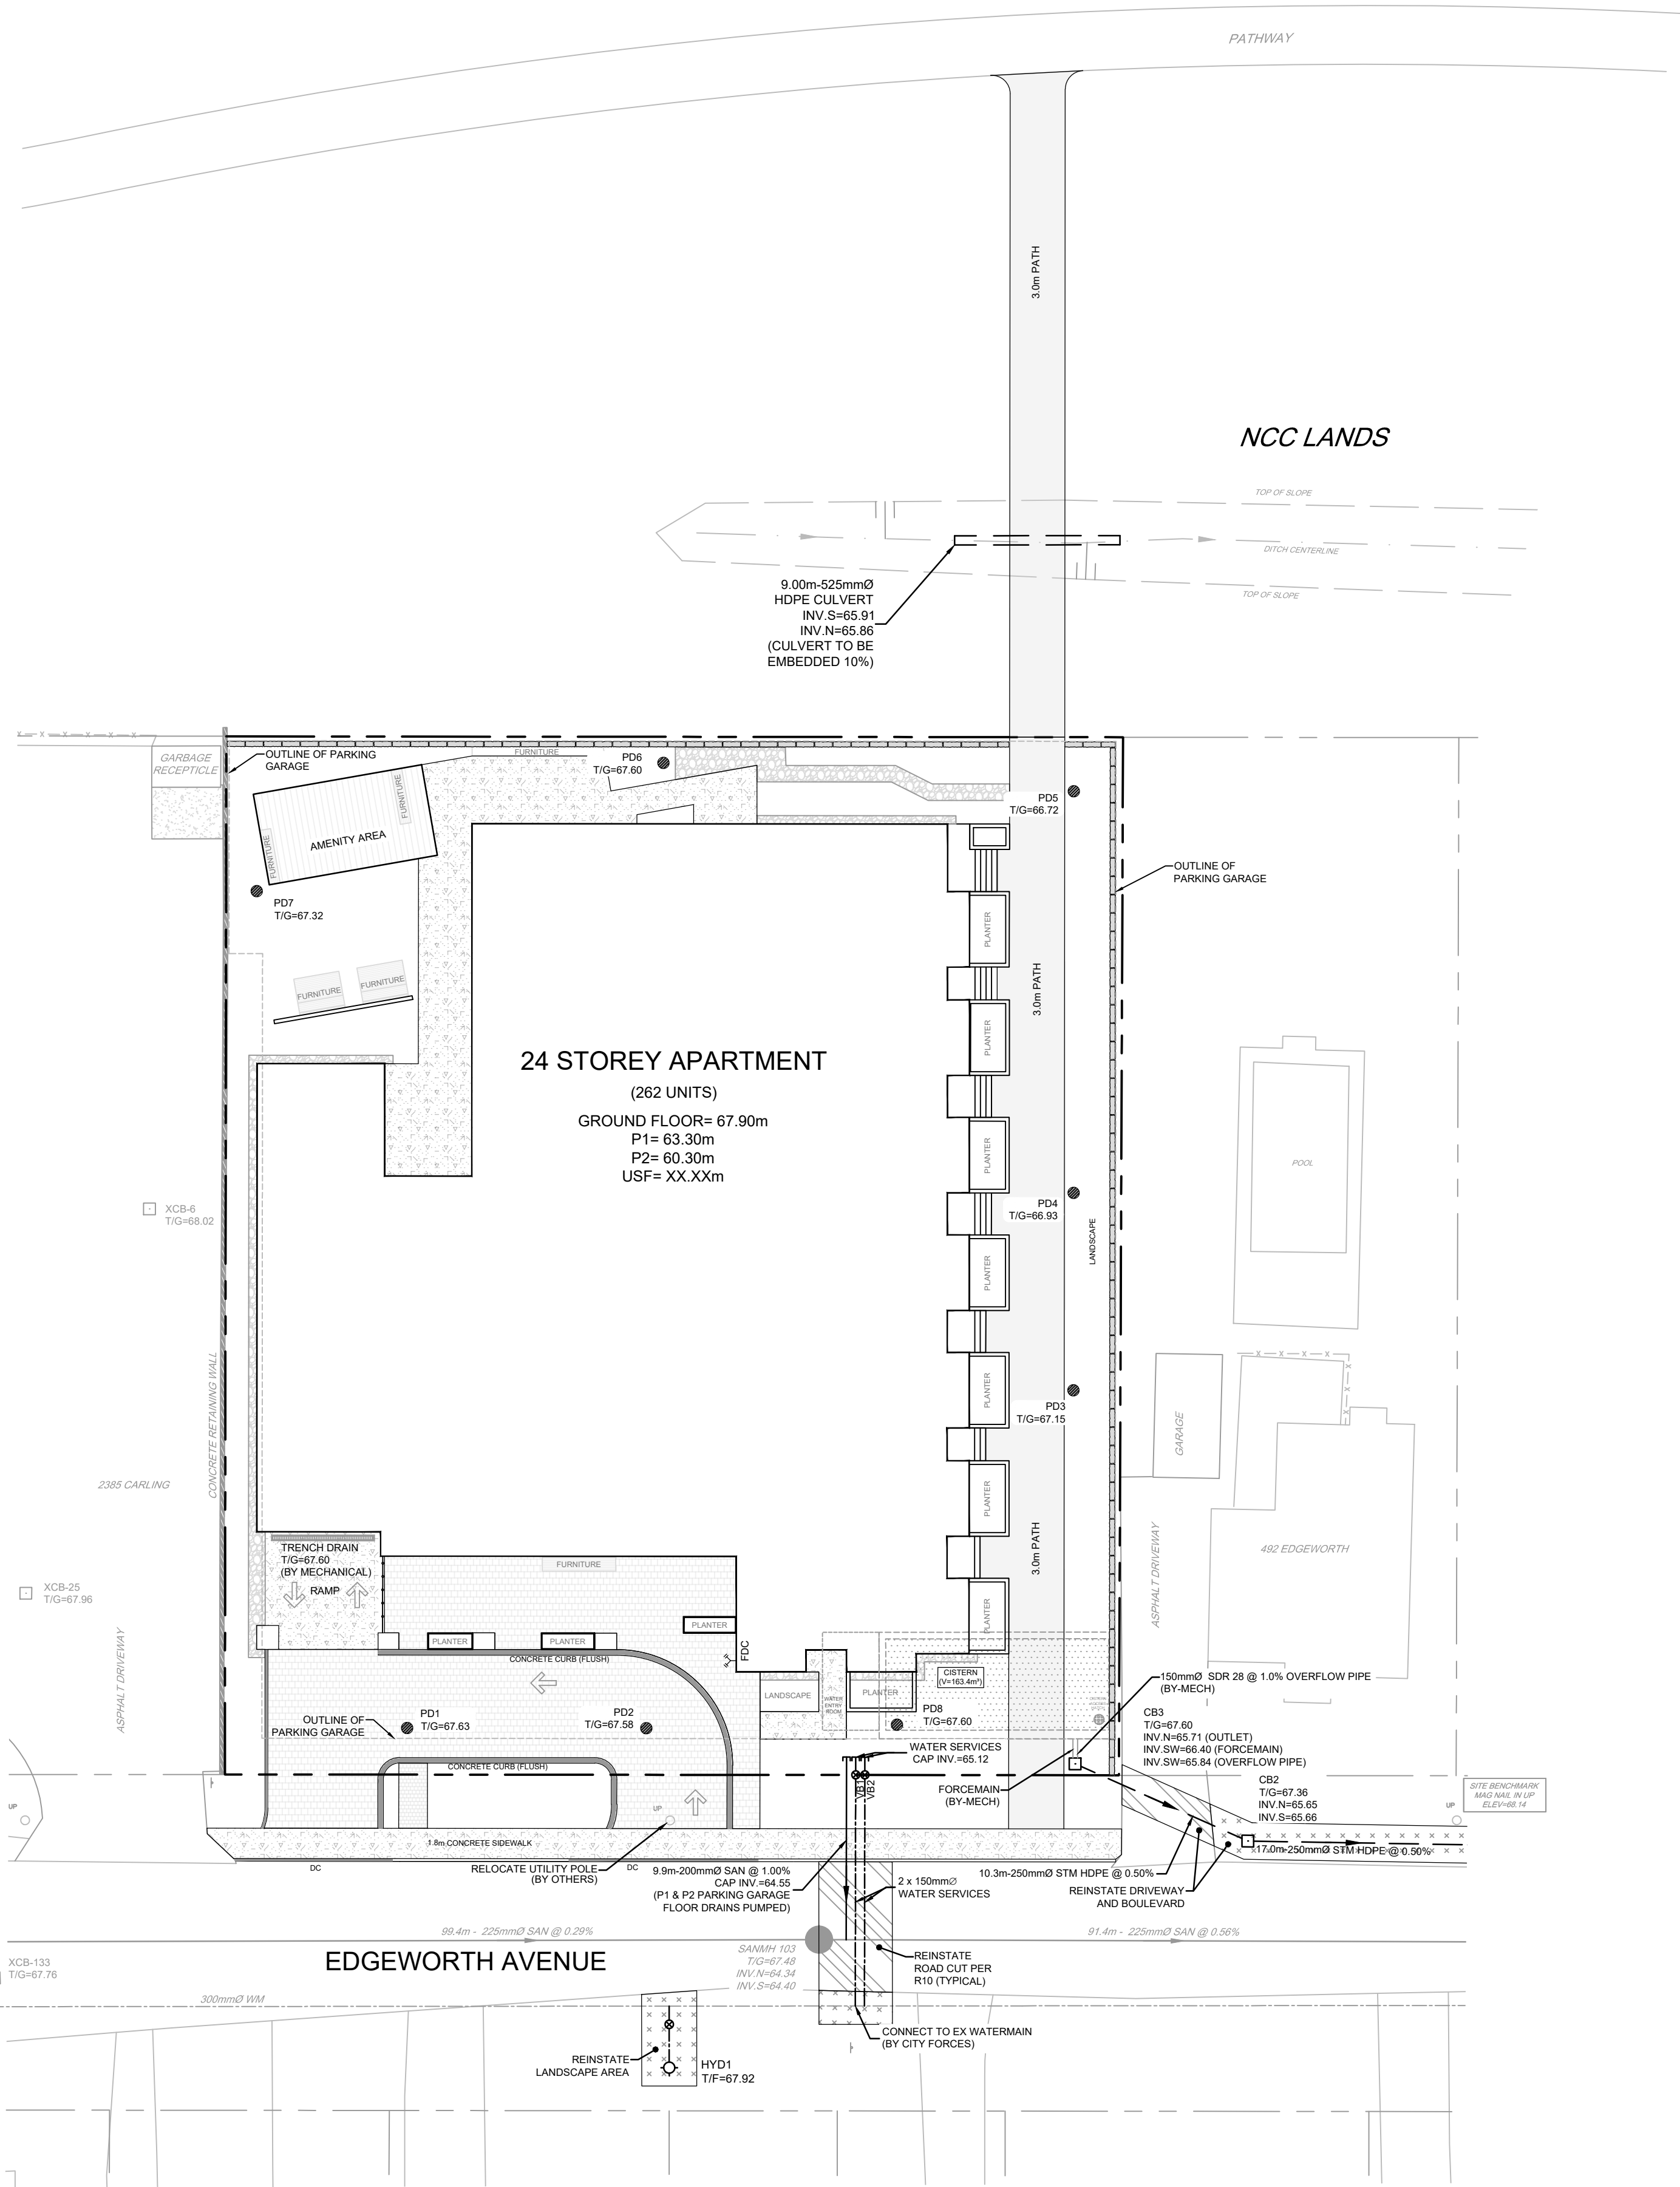 PATHWAY
3.0m PATH
NCC LANDS
TOP OF SLOPE
DITCH CENTERLINE
TOP OF SLOPE
9.00m-525mmØ
HDPE CULVERT
INV.S=65.91
INV.N=65.86
(CULVERT TO BE
EMBEDDED 10%)
GARBAGE
RECEPTICLE
OUTLINE OF PARKING
GARAGE
FURNITURE
PD6
T/G=67.60
FURNITURE
AMENITY AREA
FURNITURE
PD5
T/G=66.72
OUTLINE OF
PARKING GARAGE
PD7
T/G=67.32
PLANTER
FURNITURE
FURNITURE
3.0m PATH
PLANTER
24 STOREY APARTMENT
(262 UNITS)
GROUND FLOOR= 67.90m
P1= 63.30m
P2= 60.30m
USF= XX.XXm
PLANTER
POOL
XCB-6
T/G=68.02
PD4
T/G=66.93
LANDSCAPE
PLANTER
CONCRETE RETAINING WALL
PLANTER
PD3
T/G=67.15
GARAGE
2385 CARLING
PLANTER
3.0m PATH
ASPHALT DRIVEWAY
492 EDGEWORTH
TRENCH DRAIN
T/G=67.60
(BY MECHANICAL)
RAMP
FURNITURE
XCB-25
T/G=67.96
PLANTER
PLANTER
PLANTER
PLANTER
FDC
CONCRETE CURB (FLUSH)
ASPHALT DRIVEWAY
CISTERN
(V=163.4m³)
LANDSCAPE
WATER
ENTRY
ROOM
PLANTER
150mmØ SDR 28 @ 1.0% OVERFLOW PIPE
(BY-MECH)
OUTLINE OF
PARKING GARAGE
PD1
T/G=67.63
PD2
T/G=67.58
PD8
T/G=67.60
CB3
T/G=67.60
INV.N=65.71 (OUTLET)
INV.SW=66.40 (FORCEMAIN)
INV.SW=65.84 (OVERFLOW PIPE)
WATER SERVICES
CAP INV.=65.12
CONCRETE CURB (FLUSH)
VB1
VB2
FORCEMAIN
(BY-MECH)
CB2
T/G=67.36
INV.N=65.65
INV.S=65.66
SITE BENCHMARK
MAG NAIL IN UP
ELEV=68.14
UP
UP
UP
1.8m CONCRETE SIDEWALK
17.0m-250mmØ STM HDPE @ 0.50%
DC
DC
RELOCATE UTILITY POLE
(BY OTHERS)
9.9m-200mmØ SAN @ 1.00%
CAP INV.=64.55
(P1 & P2 PARKING GARAGE
FLOOR DRAINS PUMPED)
2 x 150mmØ
WATER SERVICES
10.3m-250mmØ STM HDPE @ 0.50%
REINSTATE DRIVEWAY
AND BOULEVARD
99.4m - 225mmØ SAN @ 0.29%
91.4m - 225mmØ SAN @ 0.56%
EDGEWORTH AVENUE
SANMH 103
T/G=67.48
INV.N=64.34
INV.S=64.40
REINSTATE
ROAD CUT PER
R10 (TYPICAL)
XCB-133
T/G=67.76
300mmØ WM
CONNECT TO EX WATERMAIN
(BY CITY FORCES)
REINSTATE
LANDSCAPE AREA
HYD1
T/F=67.92